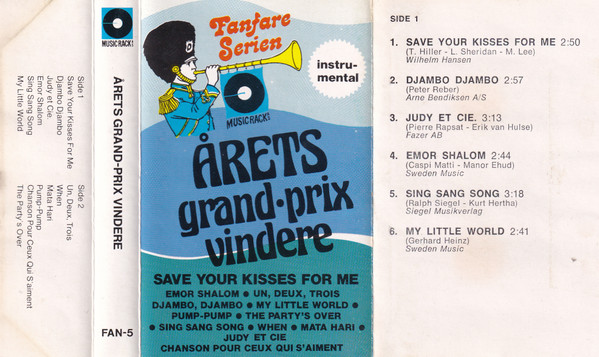 Side 1
Save Your Kisses For Me
Djambo Djambo
Judy et Cie
Emor Shalom
Sing Sang Song
My Little World
Side 2
Un, Deux, Trois
When
Mata Hari
Pump-Pump
Chanson Pour Ceux Qui S'aiment
The Party's Over
MUSIC RACK!
ÅRETS GRAND-PRIX VINDERE
FAN-5
Fanfare
Serien
instru-
mental
MUSIC RACK!
ÅRETS
grand-prix
vindere
SAVE YOUR KISSES FOR ME
EMOR SHALOM ● UN, DEUX, TROIS
DJAMBO, DJAMBO ● MY LITTLE WORLD ●
PUMP-PUMP ● THE PARTY'S OVER
● SING SANG SONG ● WHEN ● MATA HARI ●
JUDY ET CIE
CHANSON POUR CEUX QUI S'AIMENT
SIDE 1
1. SAVE YOUR KISSES FOR ME 2:50
(T. Hiller - L. Sheridan - M. Lee)
Wilhelm Hansen
2. DJAMBO DJAMBO 2:57
(Peter Reber)
Arne Bendiksen A/S
3. JUDY ET CIE. 3:13
(Pierre Rapsat - Erik van Hulse)
Fazer AB
4. EMOR SHALOM 2:44
(Caspi Matti - Manor Ehud)
Sweden Music
5. SING SANG SONG 3:18
(Ralph Siegel - Kurt Hertha)
Siegel Musikverlag
6. MY LITTLE WORLD 2:41
(Gerhard Heinz)
Sweden Music